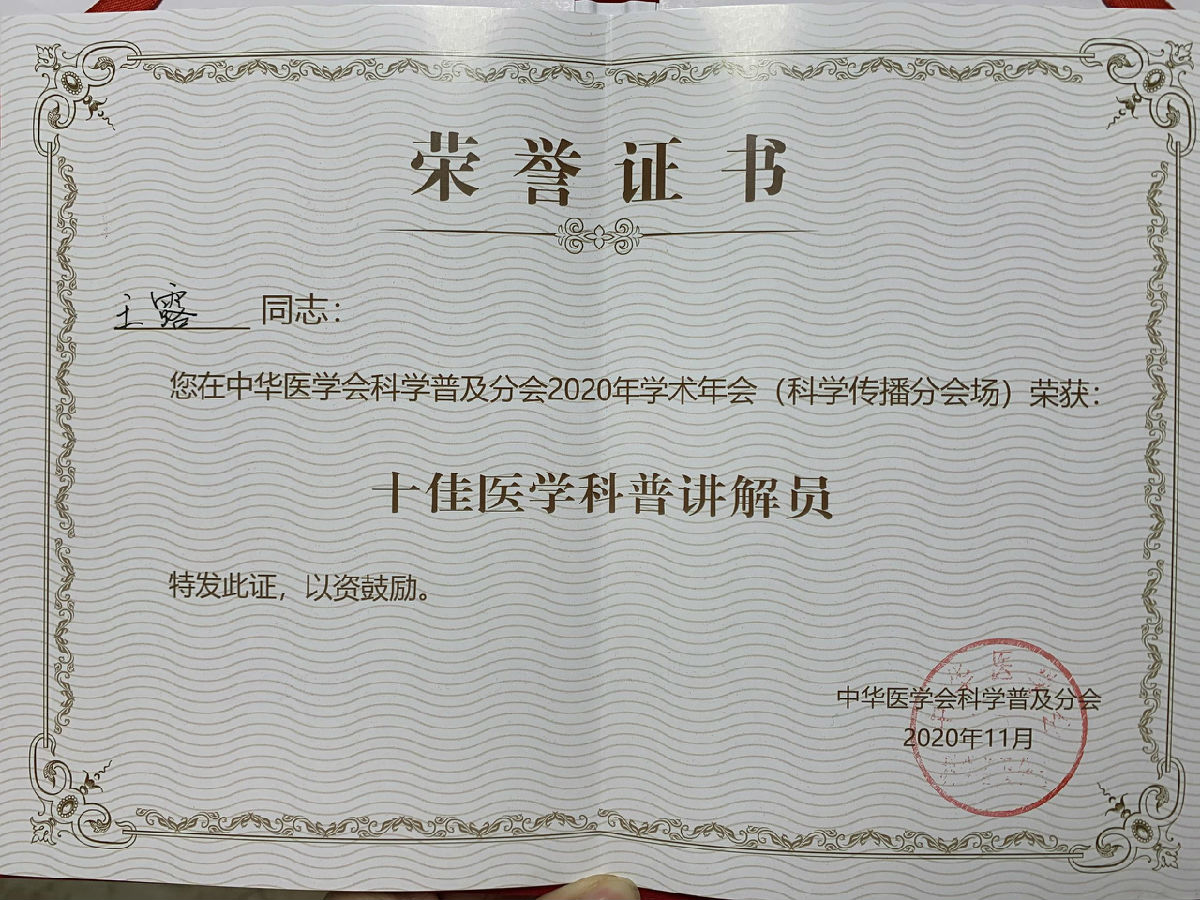 荣誉证书
王露 同志：
您在中华医学会科学普及分会2020年学术年会（科学传播分会场）荣获：
十佳医学科普讲解员
特发此证，以资鼓励。
中华医学会科学普及分会
2020年11月